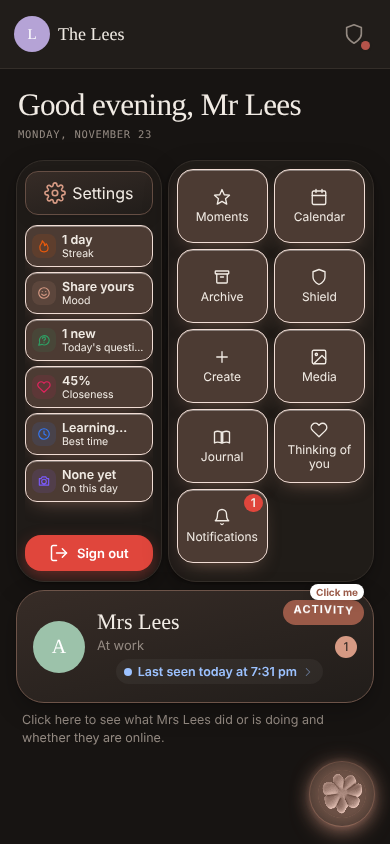 L
The Lees
Good evening, Mr Lees
MONDAY, NOVEMBER 23
Settings
1 day
Streak
Share yours
Mood
1 new
Today's questi...
45%
Closeness
Learning...
Best time
None yet
On this day
Sign out
Moments
Calendar
Archive
Shield
Create
Media
Journal
Thinking of
you
1
Notifications
Click me
ACTIVITY
A
Mrs Lees
At work
1
Last seen today at 7:31 pm
Click here to see what Mrs Lees did or is doing and
whether they are online.